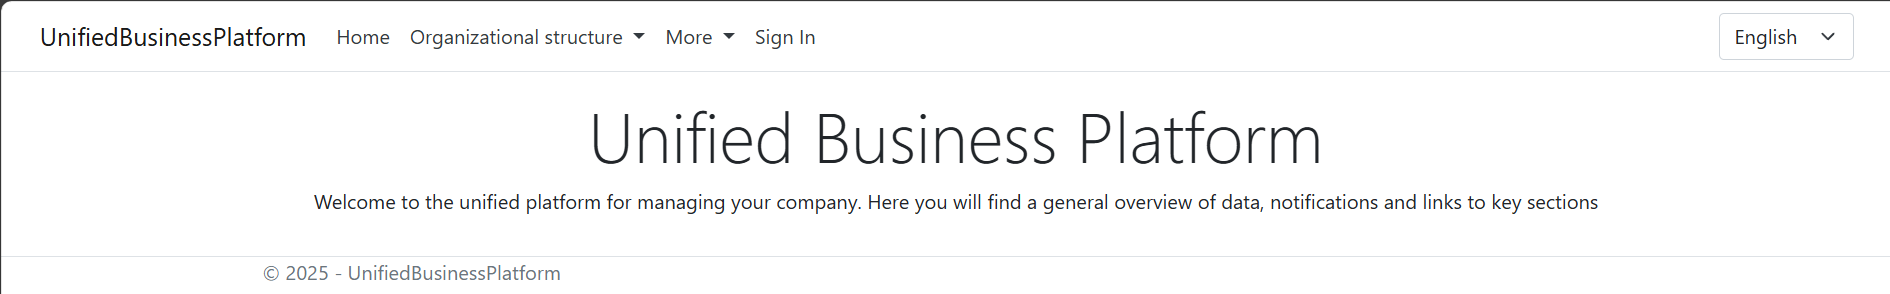 UnifiedBusinessPlatform Home Organizational structure More Sign In English
Unified Business Platform
Welcome to the unified platform for managing your company. Here you will find a general overview of data, notifications and links to key sections
© 2025 - UnifiedBusinessPlatform